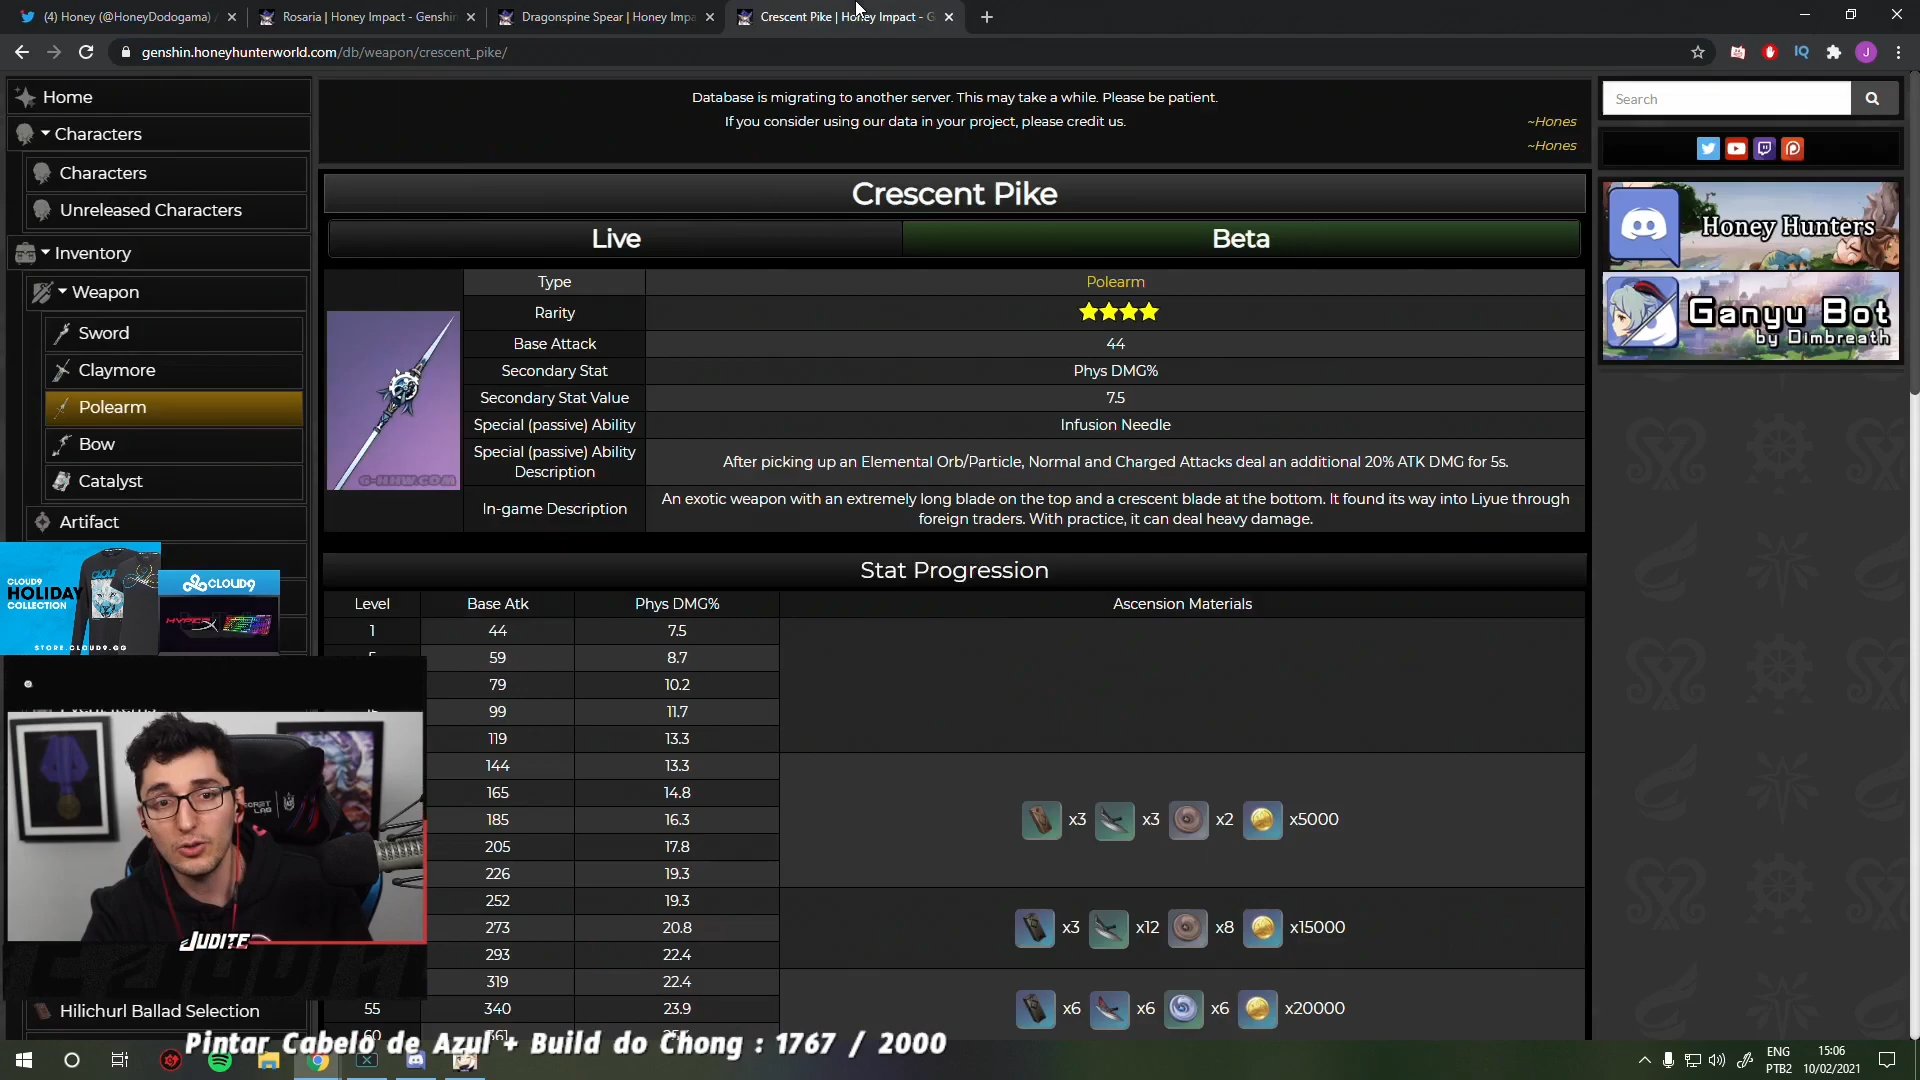 (4) Honey (@HoneyDodogama) /
Rosaria | Honey Impact - Genshin
Dragonspine Spear | Honey Impa
Crescent Pike | Honey Impact - G
genshin.honeyhunterworld.com/db/weapon/crescent_pike/
Home
Characters
Characters
Unreleased Characters
Inventory
Weapon
Sword
Claymore
Polearm
Bow
Catalyst
Artifact
Database is migrating to another server. This may take a while. Please be patient.
If you consider using our data in your project, please credit us.
~Hones
~Hones
Search
Honey Hunters
Ganyu Bot
by Dimbreath
Crescent Pike
Live
Beta
Type
Polearm
Rarity
Base Attack
44
Secondary Stat
Phys DMG%
Secondary Stat Value
7.5
Special (passive) Ability
Infusion Needle
Special (passive) Ability
Description
After picking up an Elemental Orb/Particle, Normal and Charged Attacks deal an additional 20% ATK DMG for 5s.
In-game Description
An exotic weapon with an extremely long blade on the top and a crescent blade at the bottom. It found its way into Liyue through
foreign traders. With practice, it can deal heavy damage.
G-HHW.COM
Stat Progression
Level Base Atk Phys DMG% Ascension Materials
1 44 7.5
59 8.7
79 10.2
99 11.7
119 13.3
144 13.3
165 14.8
185 16.3
x3 x3 x2 x5000
205 17.8
226 19.3
252 19.3
273 20.8
x3 x12 x8 x15000
293 22.4
319 22.4
55 340 23.9
x6 x6 x6 x20000
CLOUD9
HOLIDAY
COLLECTION
STORE.CLOUD9.GG
CLOUD9
HYPERX
SECRET
LAB
JUDITE
Hilichurl Ballad Selection
Pintar Cabelo de Azul + Build do Chong : 1767 / 2000
ENG
PTB2
15:06
10/02/2021